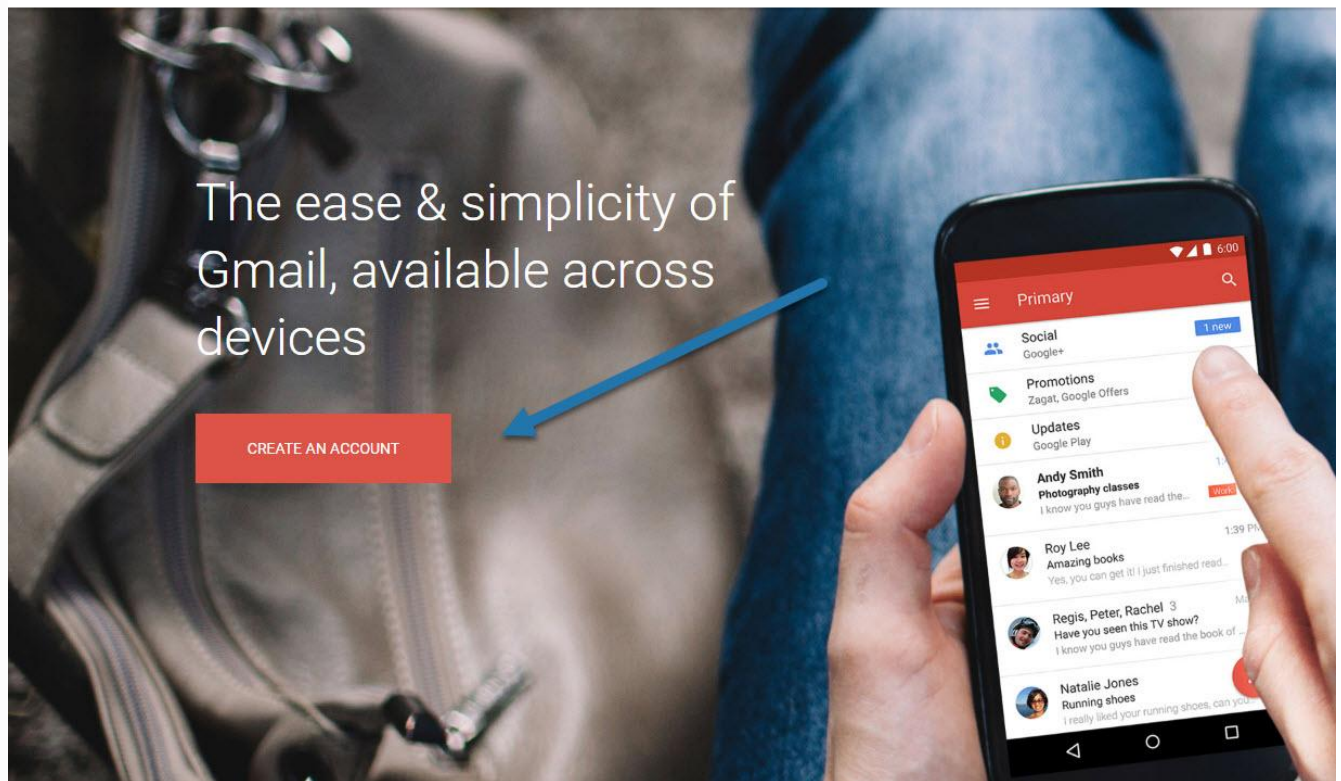 The ease & simplicity of
Gmail, available across
devices
CREATE AN ACCOUNT
6:00
Primary
Social
Google+
1 new
Promotions
Zagat, Google Offers
Updates
Google Play
Andy Smith
Photography classes
I know you guys have read the...
Work
Roy Lee
1:39 PM
Amazing books
Yes, you can get it! I just finished read..
Regis, Peter, Rachel 3
Have you seen this TV show?
I know you guys have read the book of ..
Natalie Jones
Running shoes
I really liked your running shoes, can you